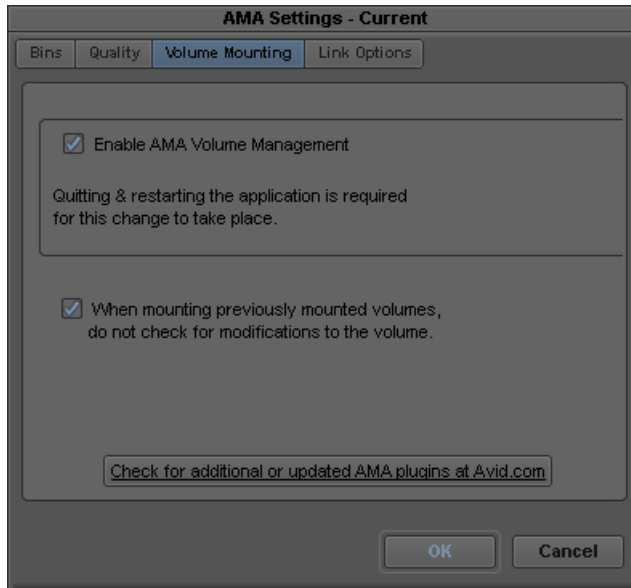 AMA Settings - Current
Bins Quality Volume Mounting Link Options
Enable AMA Volume Management
Quitting & restarting the application is required
for this change to take place.
When mounting previously mounted volumes,
do not check for modifications to the volume.
Check for additional or updated AMA plugins at Avid.com
OK Cancel